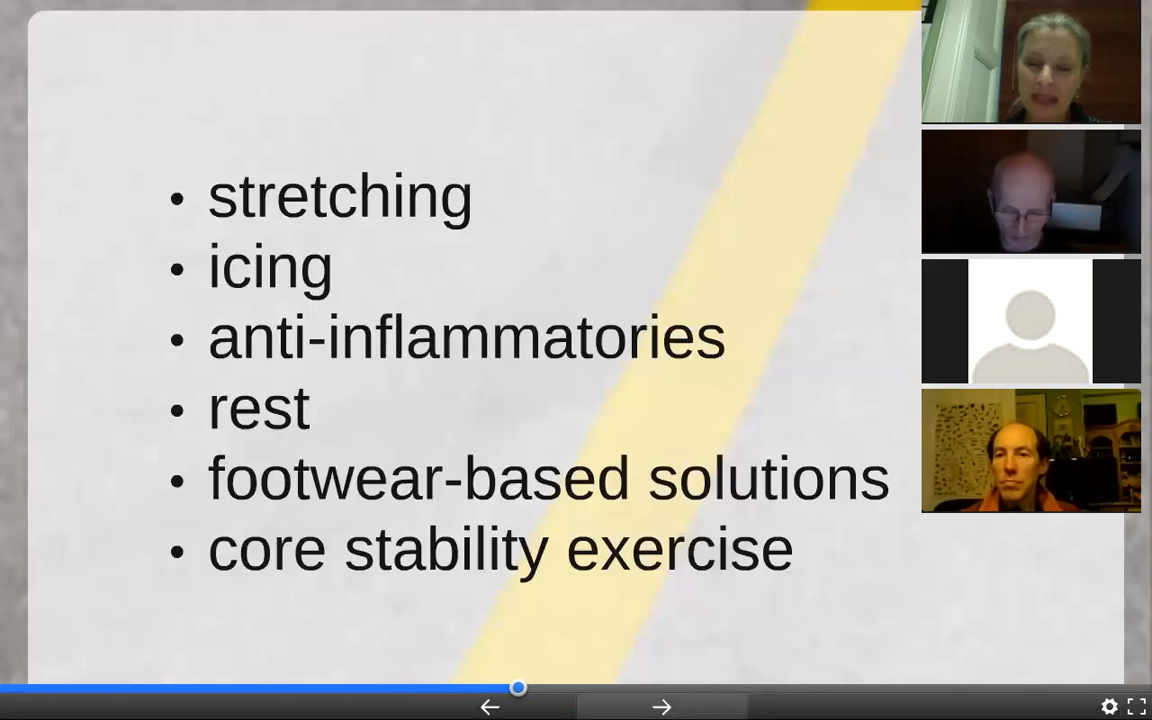 • stretching
• icing
• anti-inflammatories
• rest
• footwear-based solutions
• core stability exercise